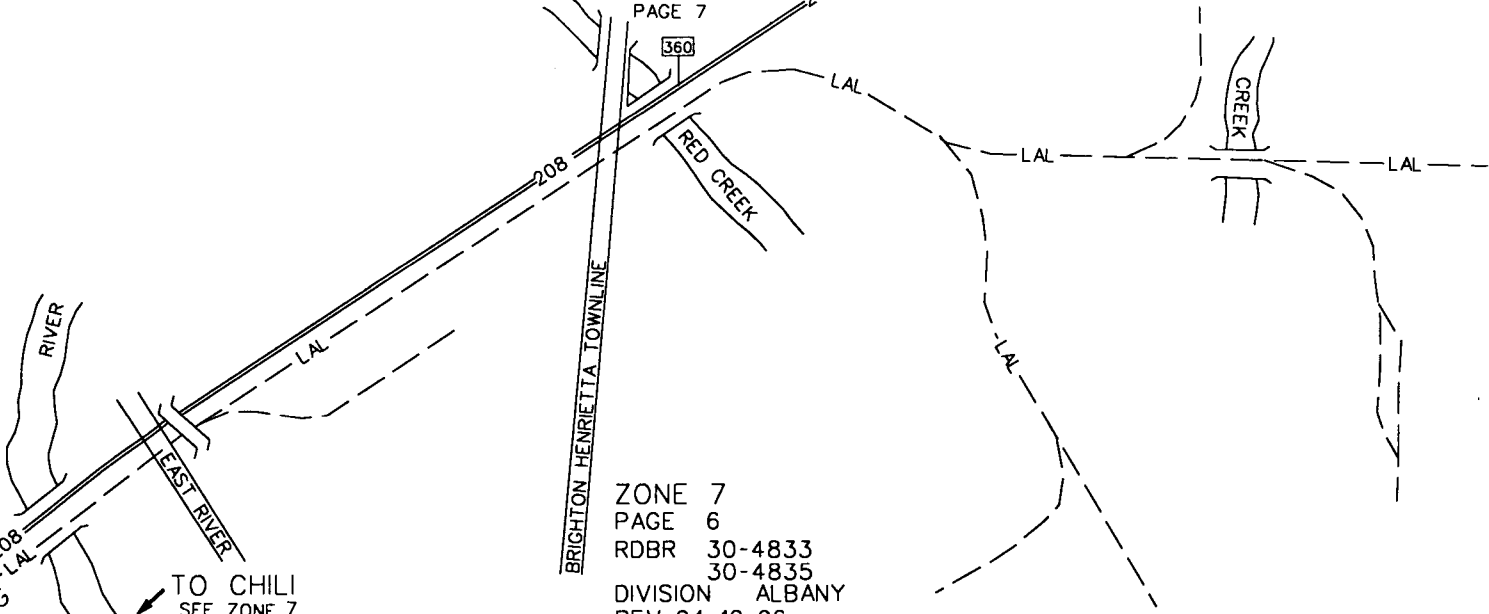 PAGE 7
360
LAL
CREEK
RED CREEK
208
LAL
LAL
RIVER
LAL
BRIGHTON HENRIETTA TOWNLINE
LAL
EAST RIVER
LAL
TO CHILI
SEE ZONE 7
ZONE 7
PAGE 6
RDBR 30-4833
30-4835
DIVISION ALBANY